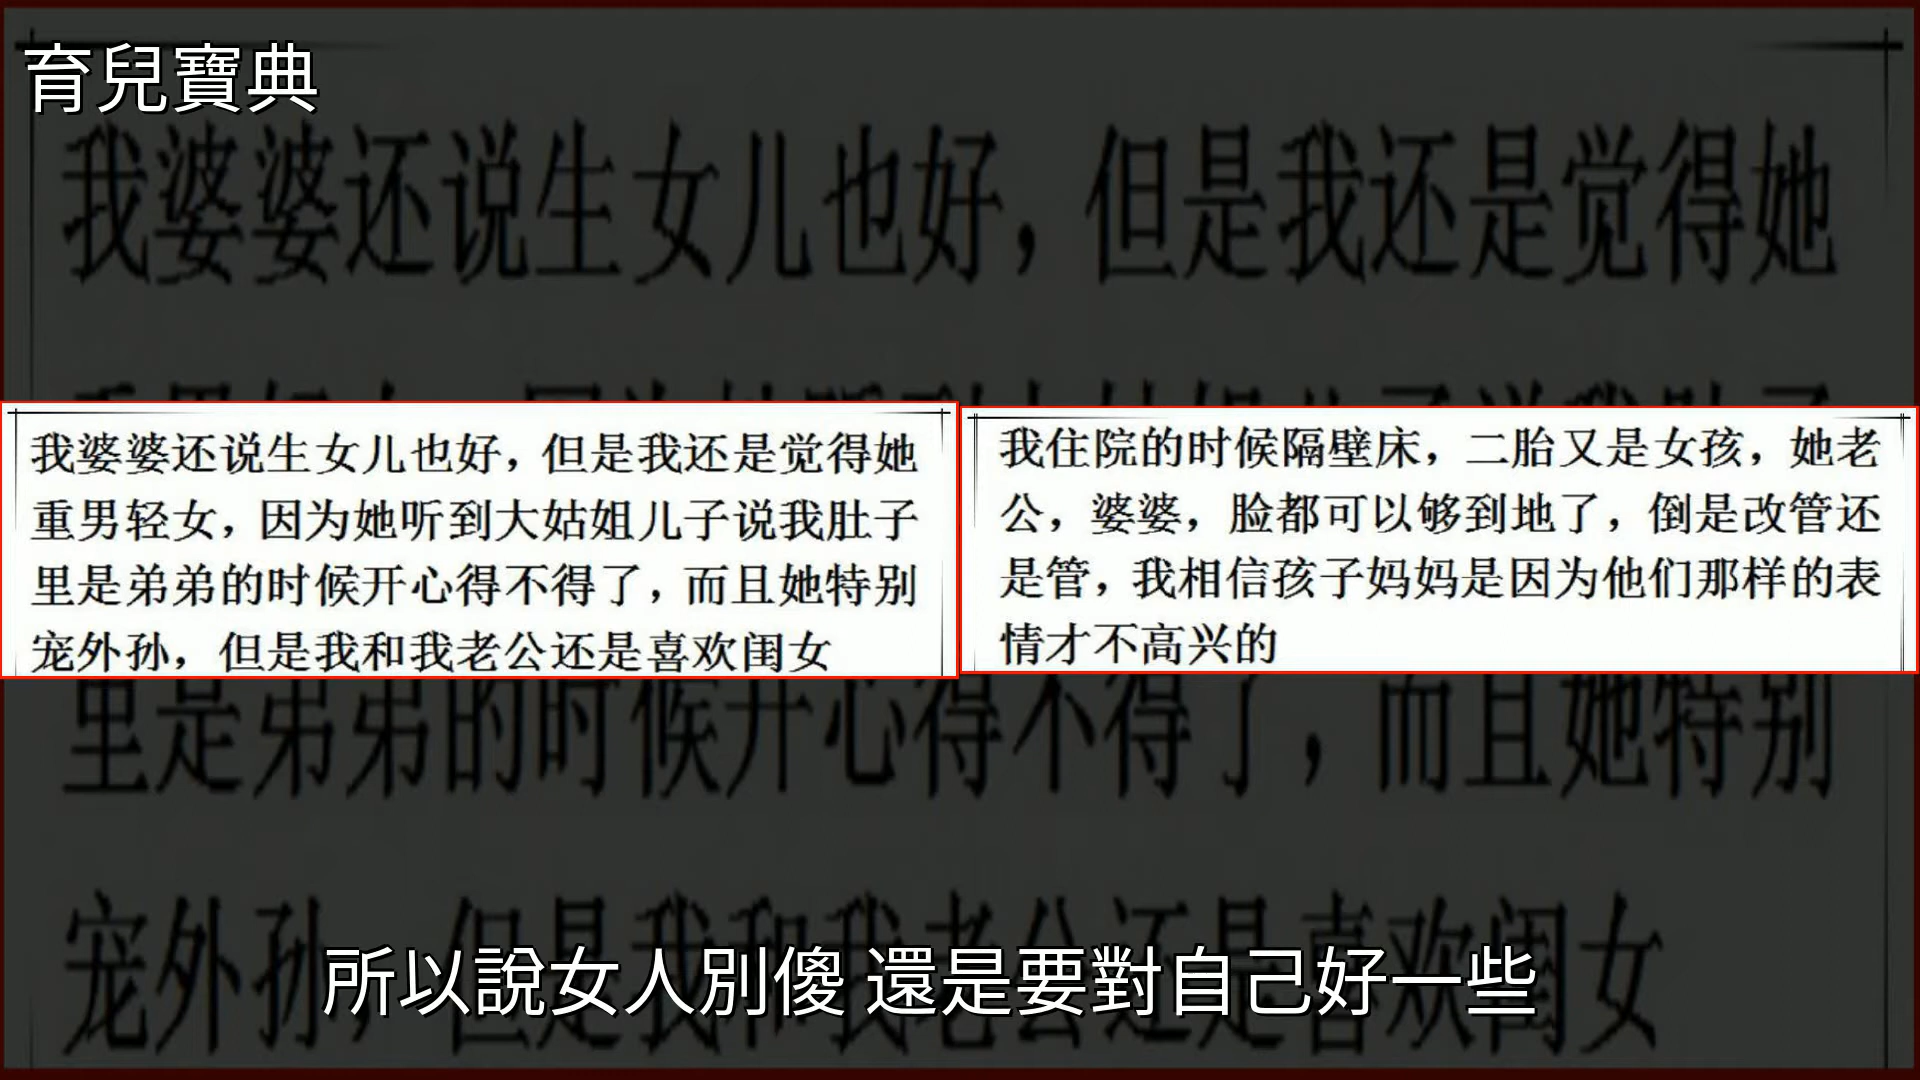 育兒寶典
我婆婆还说生女儿也好，但是我还是觉得她
我婆婆还说生女儿也好，但是我还是觉得她
重男轻女，因为她听到大姑姐儿子说我肚子
里是弟弟的时候开心得不得了，而且她特别
宠外孙，但是我和我老公还是喜欢闺女
我住院的时候隔壁床，二胎又是女孩，她老
公，婆婆，脸都可以够到地了，倒是改管还
是管，我相信孩子妈妈是因为他们那样的表
情才不高兴的
里是弟弟的时候开心得不得了，而且她特别
宠外孙，但是我和我老公还是喜欢闺女
所以說女人別傻 還是要對自己好一些